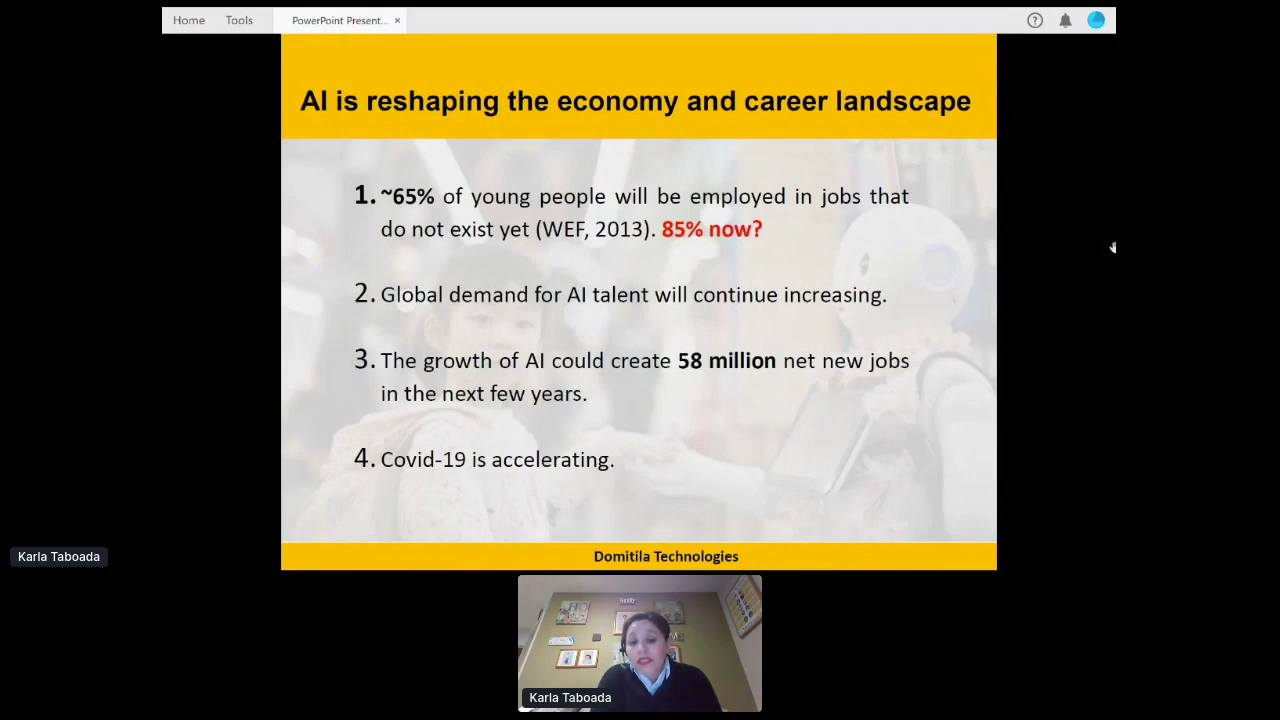 Home Tools PowerPoint Present... ×
AI is reshaping the economy and career landscape
1. ~65% of young people will be employed in jobs that
do not exist yet (WEF, 2013). 85% now?
2. Global demand for AI talent will continue increasing.
3. The growth of AI could create 58 million net new jobs
in the next few years.
4. Covid-19 is accelerating.
Domitila Technologies
Karla Taboada
Karla Taboada